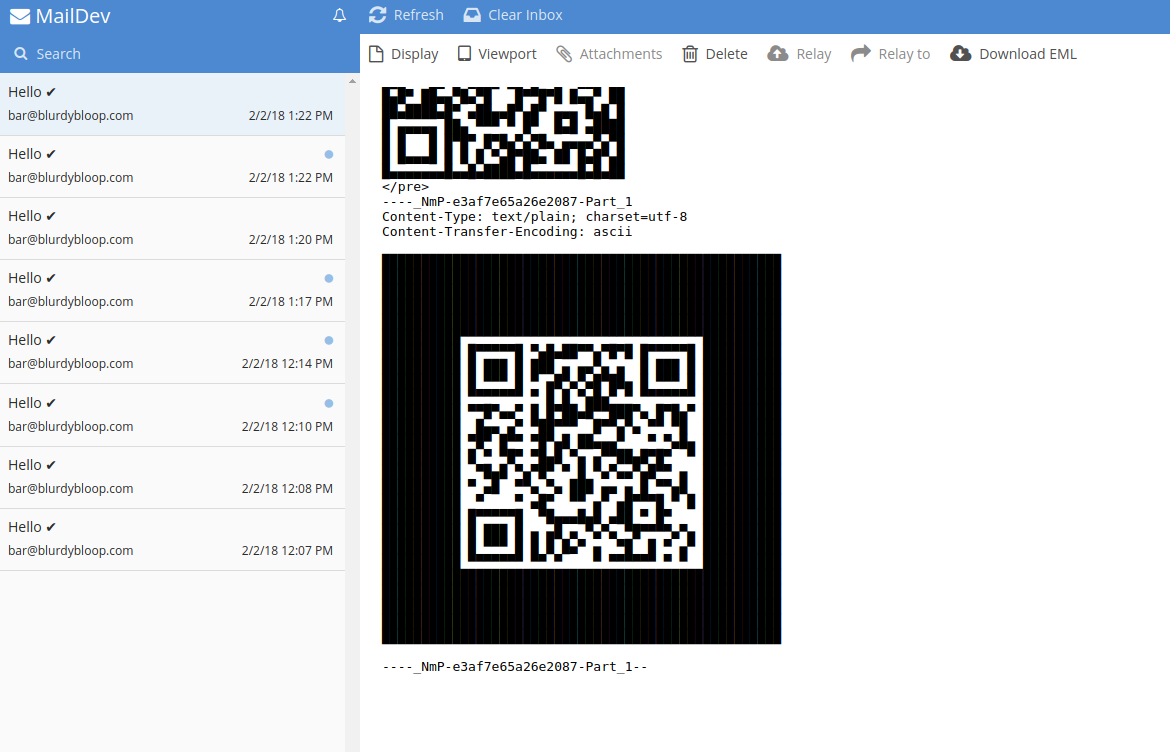 MailDev
Refresh Clear Inbox
Search
Display Viewport Attachments Delete Relay Relay to Download EML
Hello ✔
bar@blurdybloop.com 2/2/18 1:22 PM
Hello ✔
bar@blurdybloop.com 2/2/18 1:22 PM
Hello ✔
bar@blurdybloop.com 2/2/18 1:20 PM
Hello ✔
bar@blurdybloop.com 2/2/18 1:17 PM
Hello ✔
bar@blurdybloop.com 2/2/18 12:14 PM
Hello ✔
bar@blurdybloop.com 2/2/18 12:10 PM
Hello ✔
bar@blurdybloop.com 2/2/18 12:08 PM
Hello ✔
bar@blurdybloop.com 2/2/18 12:07 PM
</pre>
----_NmP-e3af7e65a26e2087-Part_1
Content-Type: text/plain; charset=utf-8
Content-Transfer-Encoding: ascii
----_NmP-e3af7e65a26e2087-Part_1--